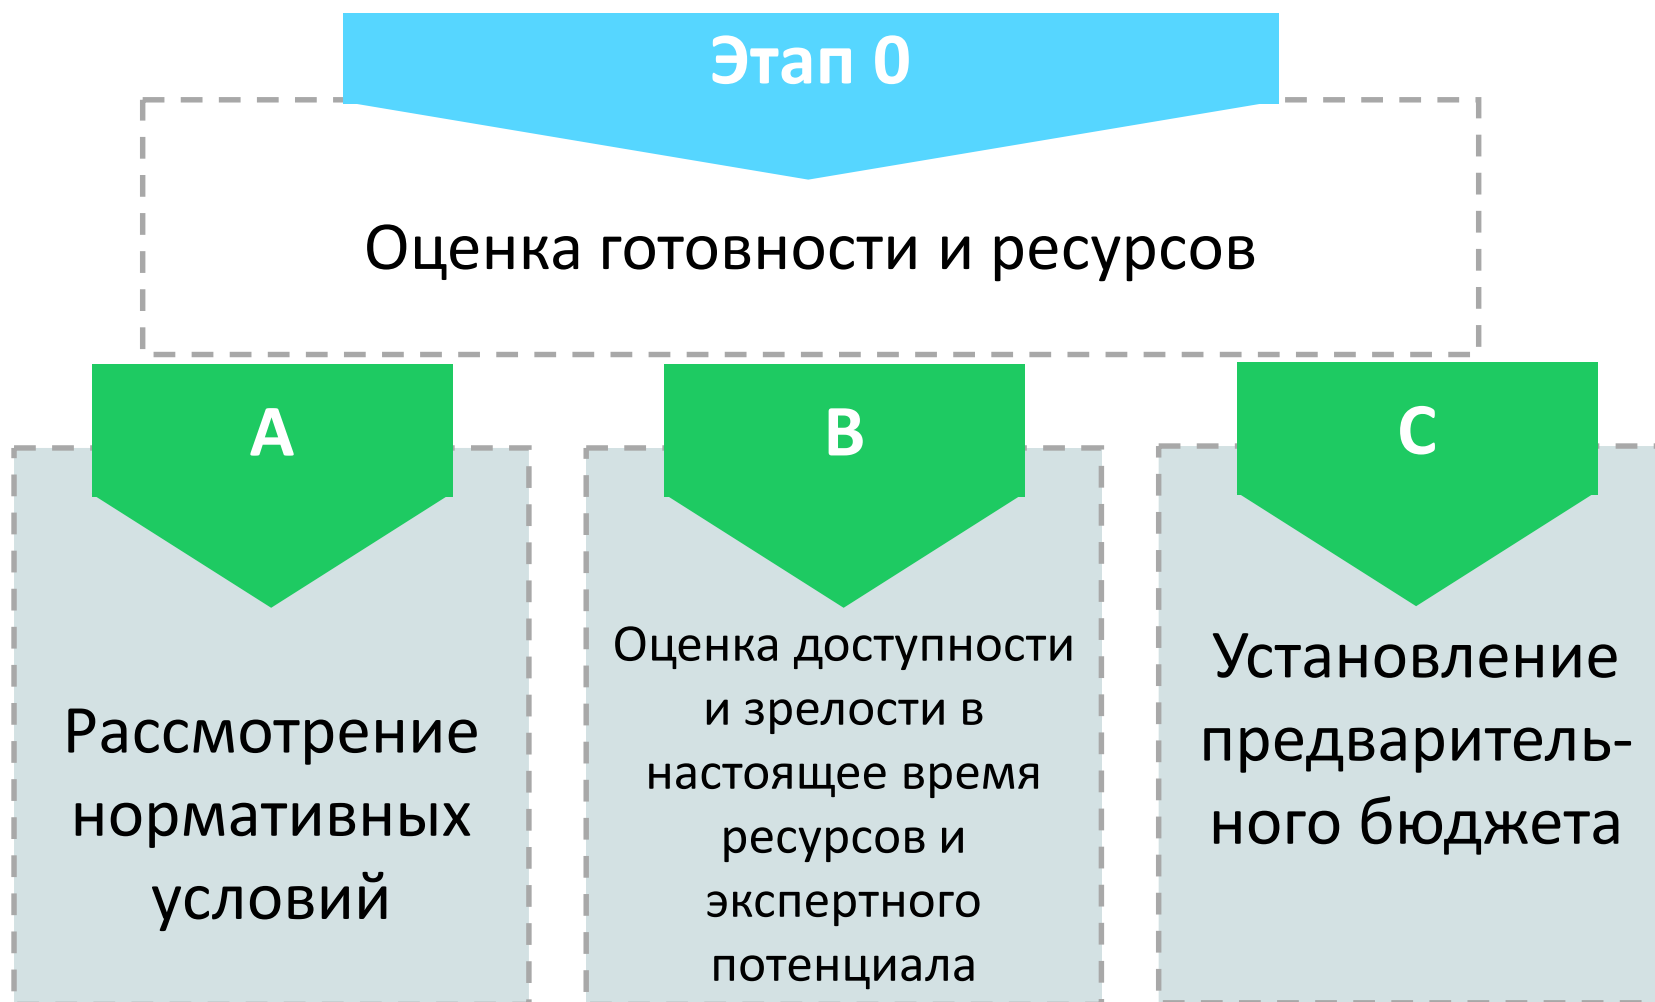 Этап 0
Оценка готовности и ресурсов
A
Рассмотрение
нормативных
условий
B
Оценка доступности
и зрелости в
настоящее время
ресурсов и
экспертного
потенциала
C
Установление
предваритель-
ного бюджета